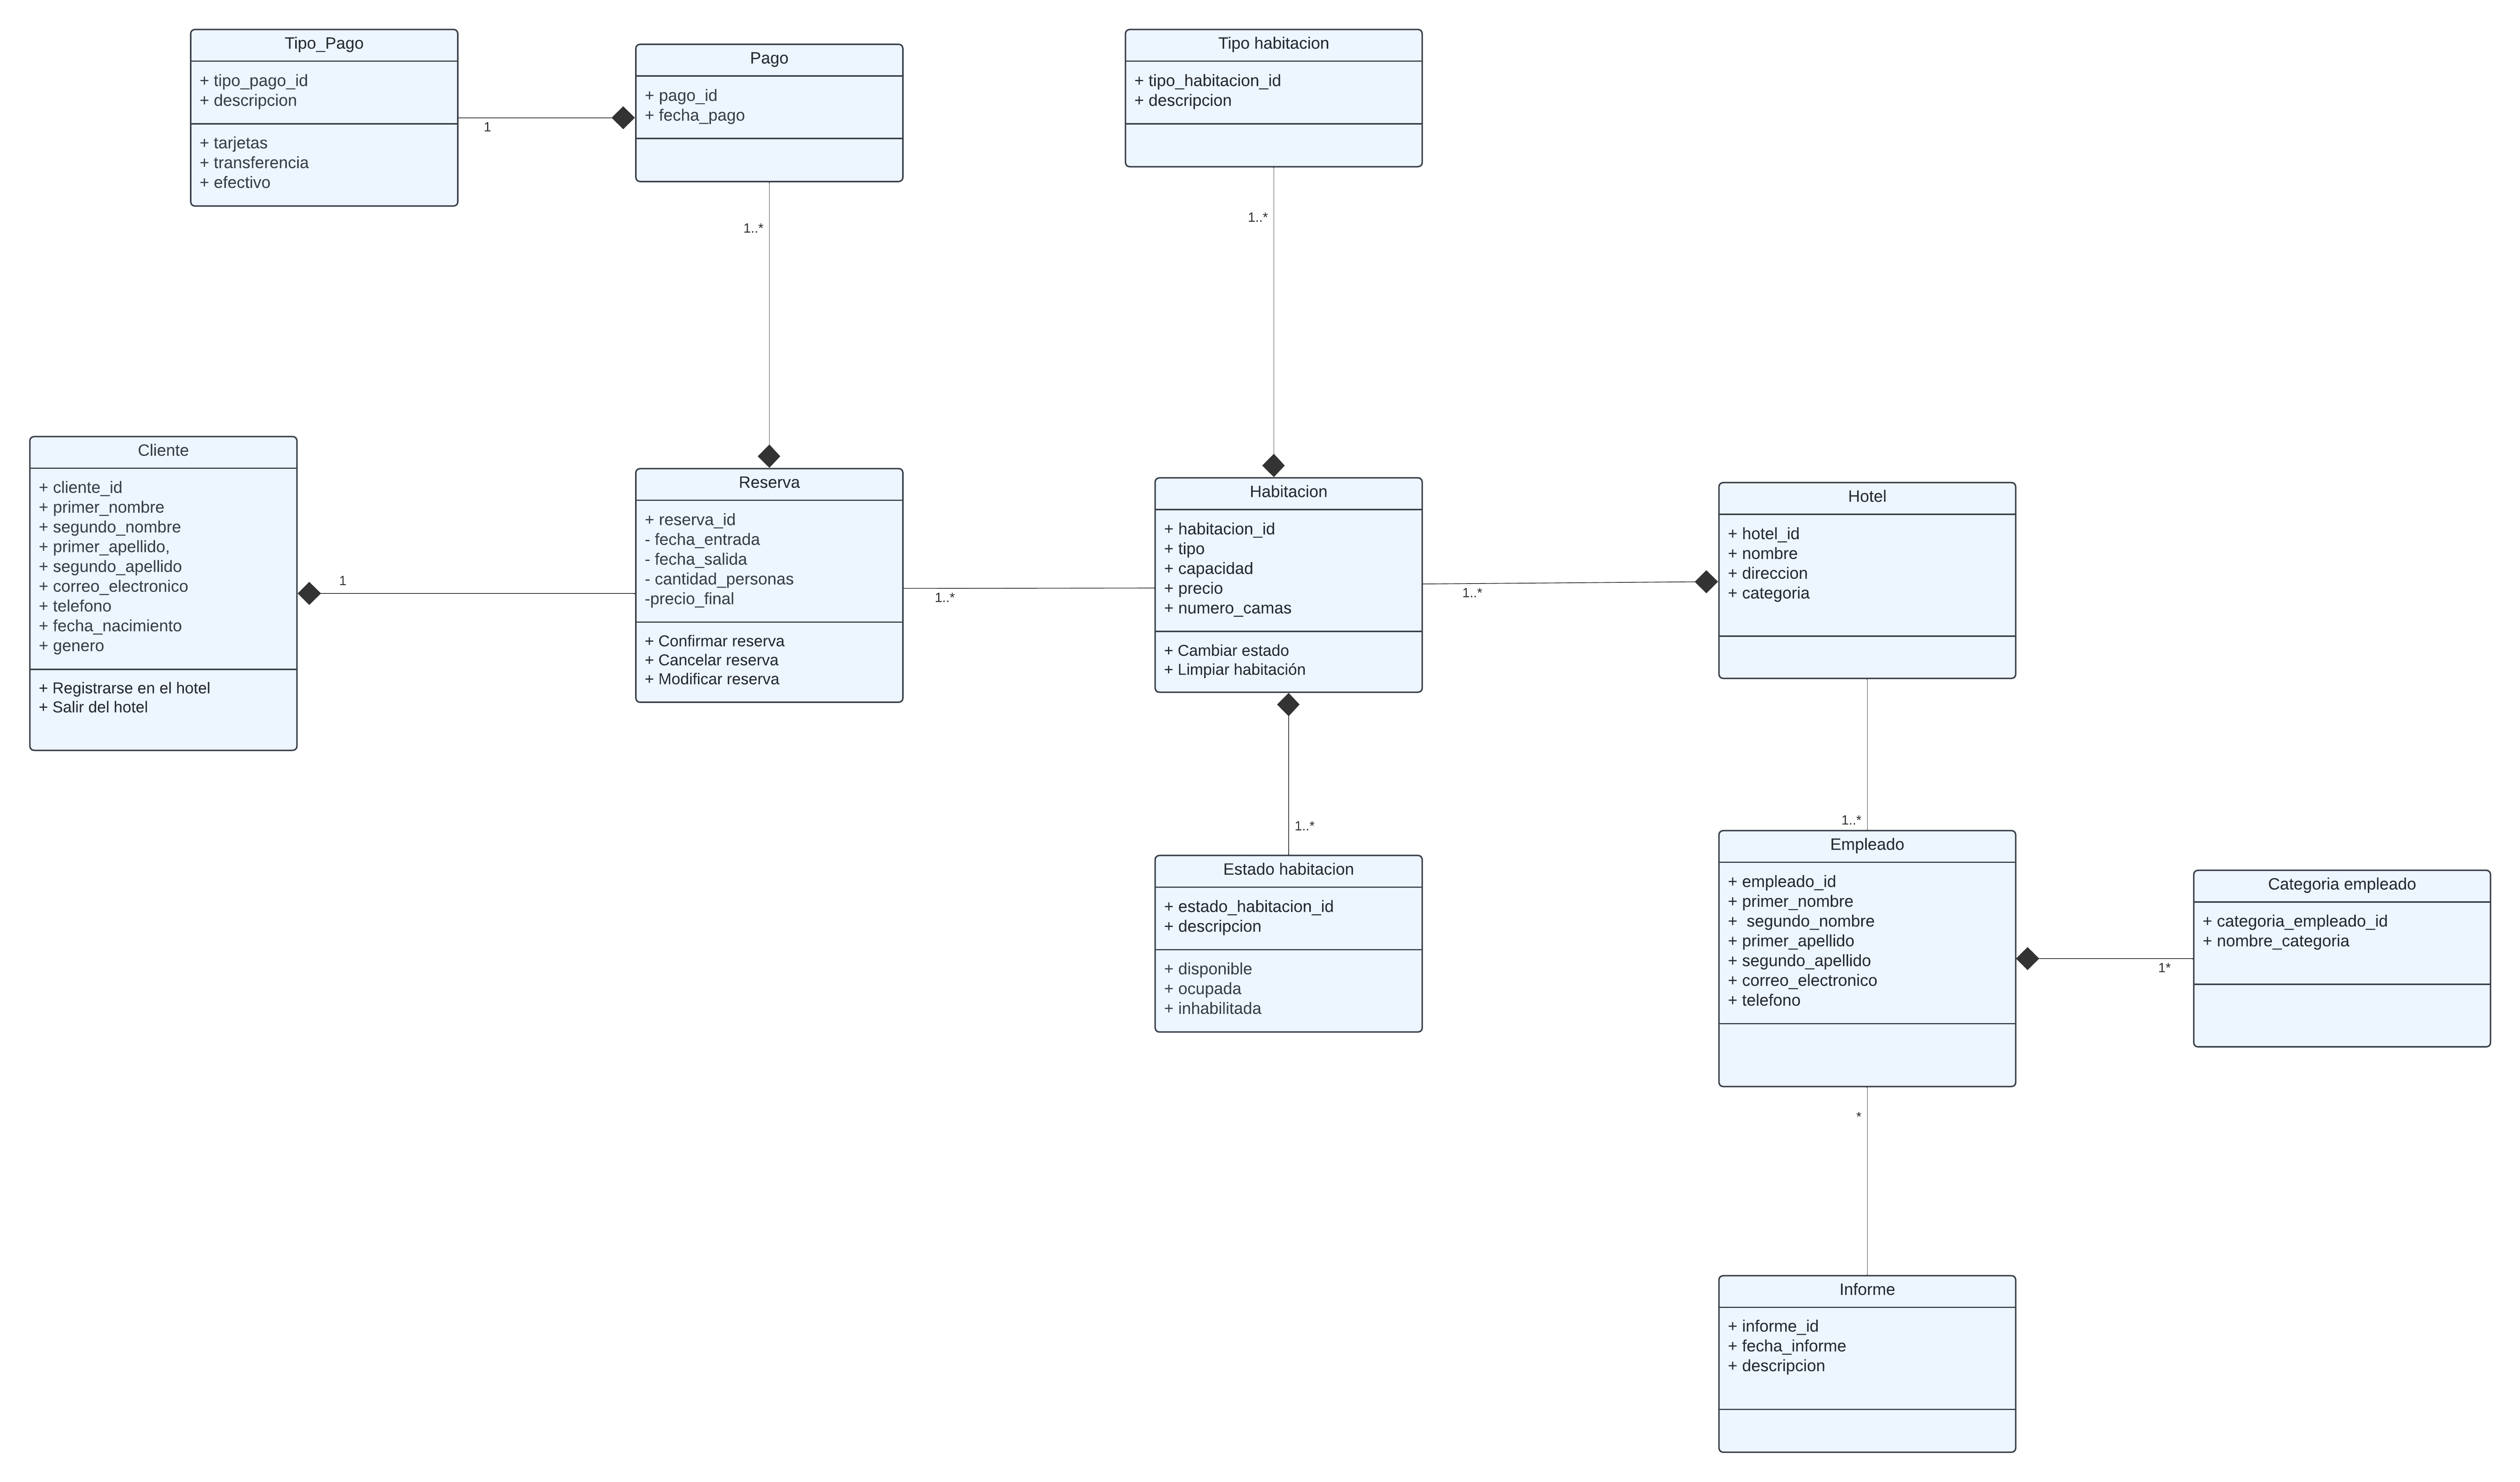 Tipo_Pago
+ tipo_pago_id
+ descripcion
+ tarjetas
+ transferencia
+ efectivo
1
Pago
+ pago_id
+ fecha_pago
1..*
Tipo habitacion
+ tipo_habitacion_id
+ descripcion
1..*
Cliente
+ cliente_id
+ primer_nombre
+ segundo_nombre
+ primer_apellido,
+ segundo_apellido
+ correo_electronico
+ telefono
+ fecha_nacimiento
+ genero
+ Registrarse en el hotel
+ Salir del hotel
1
Reserva
+ reserva_id
- fecha_entrada
- fecha_salida
- cantidad_personas
-precio_final
+ Confirmar reserva
+ Cancelar reserva
+ Modificar reserva
1..*
Habitacion
+ habitacion_id
+ tipo
+ capacidad
+ precio
+ numero_camas
+ Cambiar estado
+ Limpiar habitación
1..*
Hotel
+ hotel_id
+ nombre
+ direccion
+ categoria
1..*
1..*
Estado habitacion
+ estado_habitacion_id
+ descripcion
+ disponible
+ ocupada
+ inhabilitada
Empleado
+ empleado_id
+ primer_nombre
+  segundo_nombre
+ primer_apellido
+ segundo_apellido
+ correo_electronico
+ telefono
1*
Categoria empleado
+ categoria_empleado_id
+ nombre_categoria
*
Informe
+ informe_id
+ fecha_informe
+ descripcion